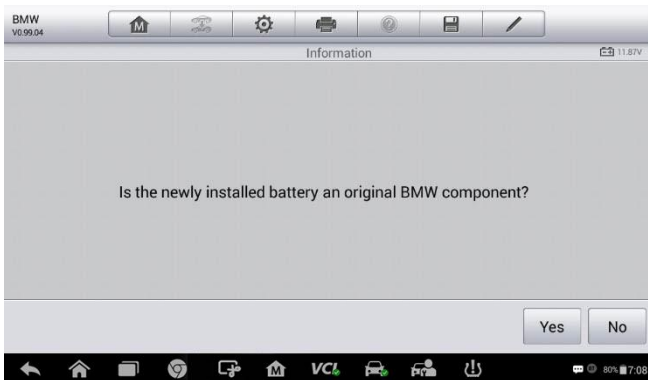 BMW
V0.99.04
M
Information
11.87V
Is the newly installed battery an original BMW component?
Yes
No
M
VCI
80%
7:08